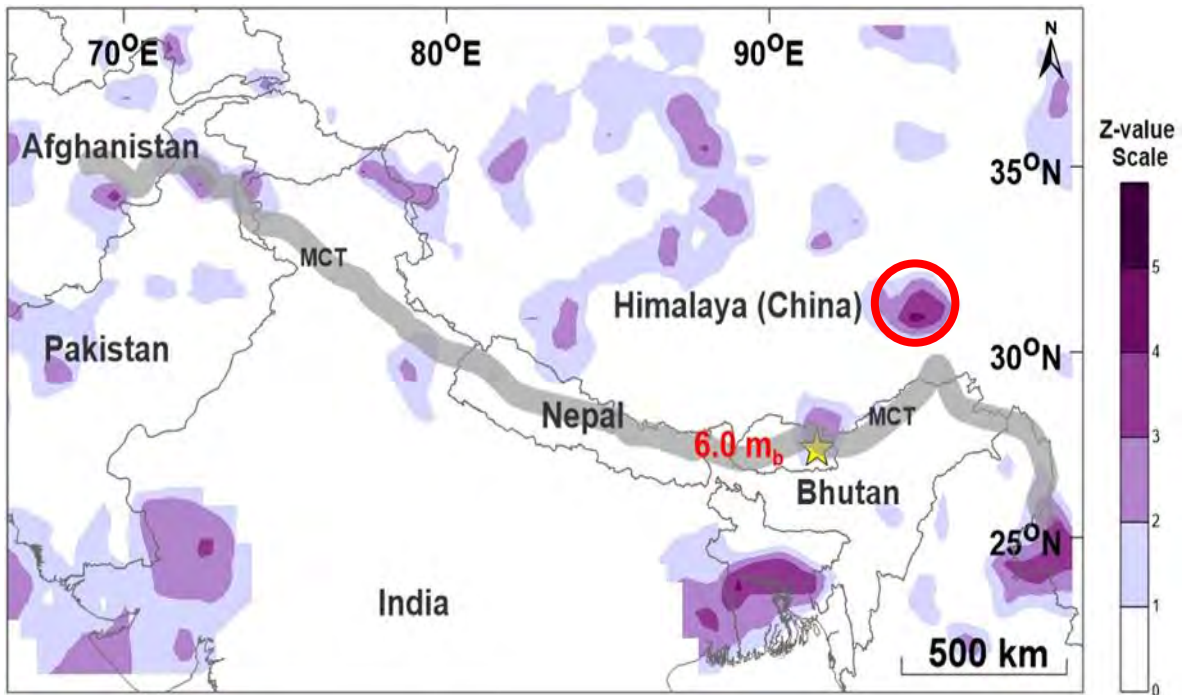 70°E 80°E 90°E N
Z-value
Scale
Afghanistan
35°N
MCT
5
Himalaya (China)
Pakistan
30°N
4
Nepal
MCT
6.0 mb
3
Bhutan
2
25°N
India
1
500 km
0